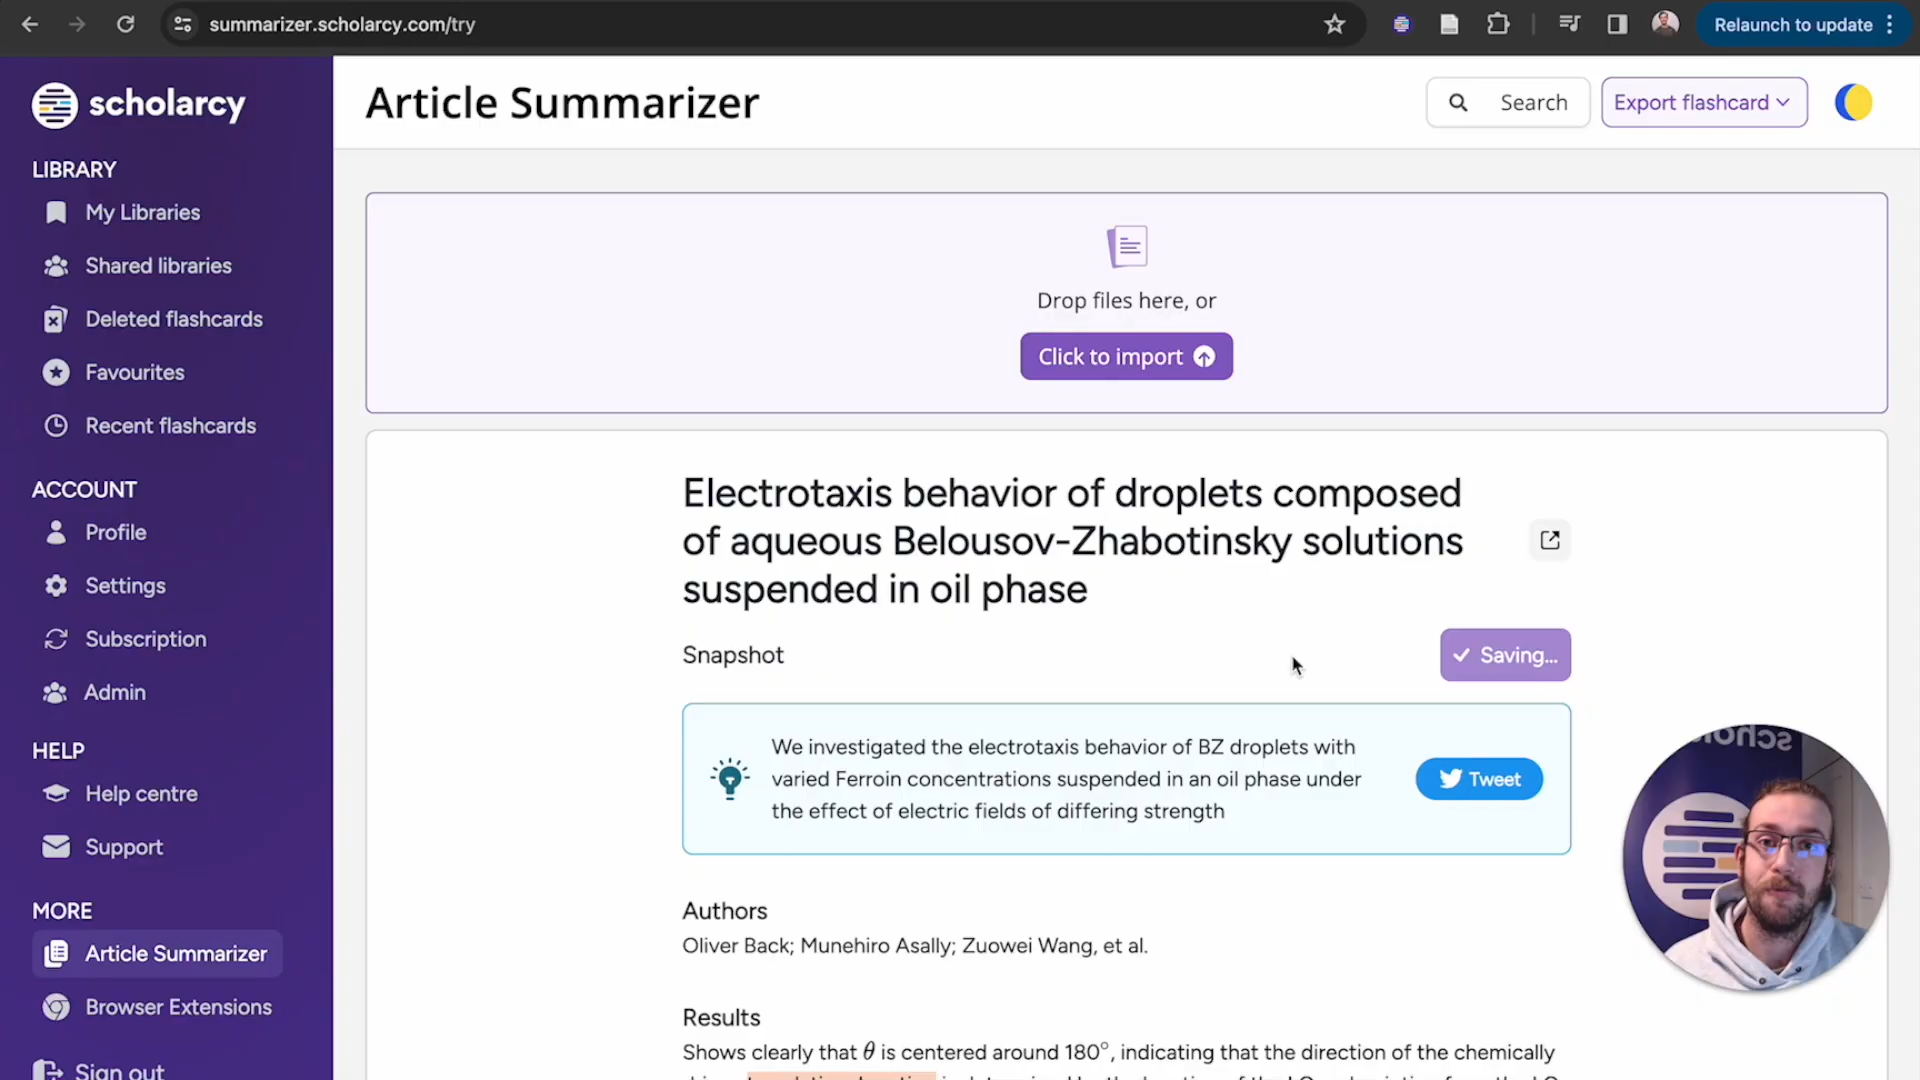 summarizer.scholarcy.com/try
Relaunch to update
scholarcy
Article Summarizer
Search
Export flashcard
LIBRARY
My Libraries
Shared libraries
Deleted flashcards
Favourites
Recent flashcards
ACCOUNT
Profile
Settings
Subscription
Admin
HELP
Help centre
Support
MORE
Article Summarizer
Browser Extensions
Sign out
Drop files here, or
Click to import
Electrotaxis behavior of droplets composed
of aqueous Belousov-Zhabotinsky solutions
suspended in oil phase
Snapshot
Saving...
We investigated the electrotaxis behavior of BZ droplets with
varied Ferroin concentrations suspended in an oil phase under
the effect of electric fields of differing strength
Tweet
Authors
Oliver Back; Munehiro Asally; Zuowei Wang, et al.
Results
Shows clearly that θ is centered around 180°, indicating that the direction of the chemically